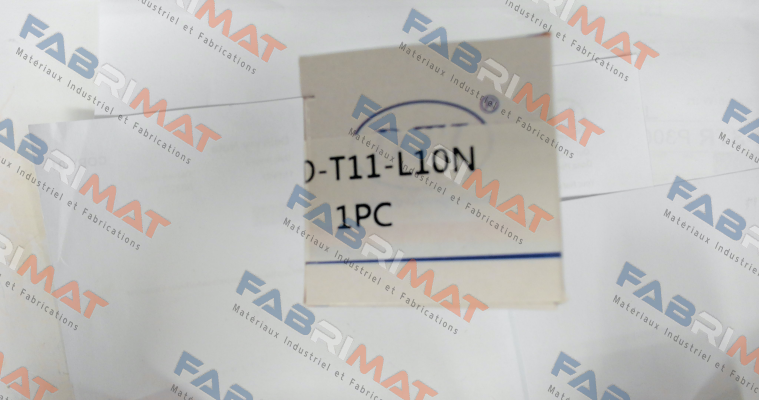 FABRIMAT
Matériaux Industriel et Fabrications
-T11-L10N
1PC